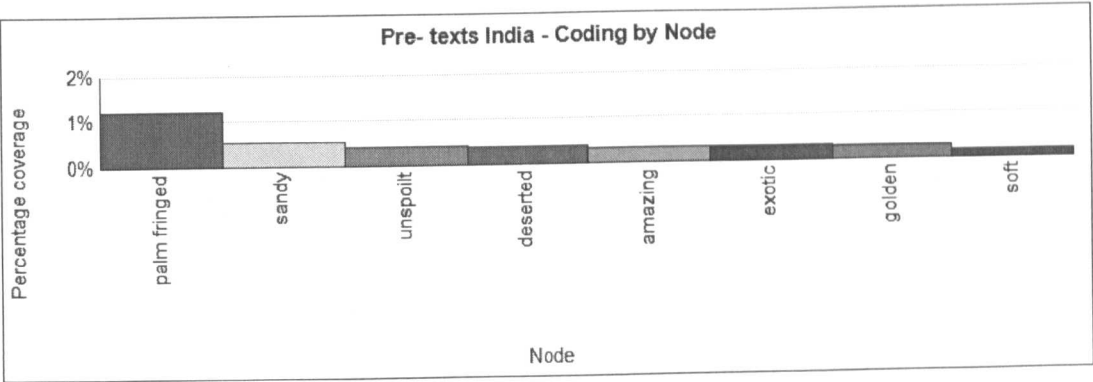 Pre- texts India - Coding by Node
Percentage coverage
2%
1%
0%
palm fringed
sandy
unspoilt
deserted
amazing
exotic
golden
soft
Node